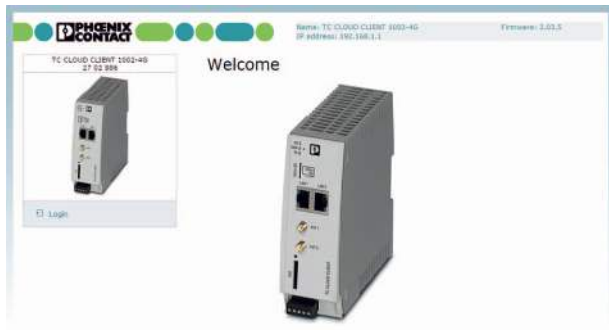 PHŒNIX
CONTACT
Name: TC CLOUD CLIENT 1002-4G
IP address: 192.168.1.1
Firmware: 2.03.5
TC CLOUD CLIENT 1002-4G
27 02 886
Welcome
Login